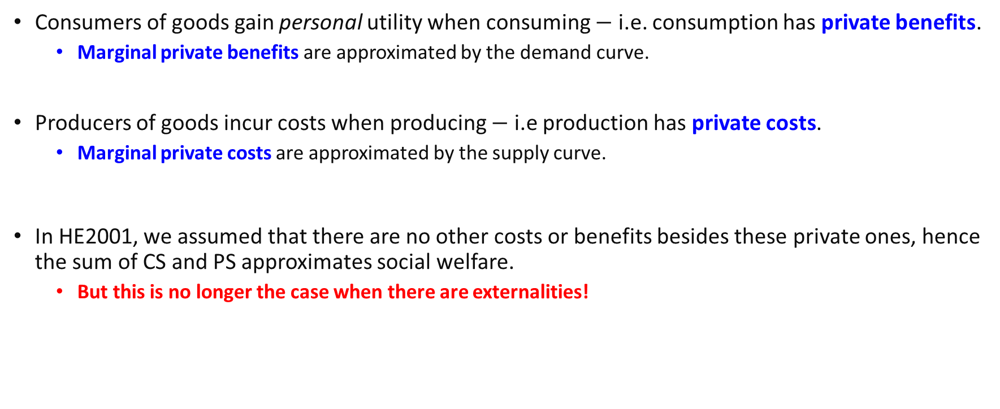 • Consumers of goods gain personal utility when consuming – i.e. consumption has private benefits.
• Marginal private benefits are approximated by the demand curve.
• Producers of goods incur costs when producing – i.e production has private costs.
• Marginal private costs are approximated by the supply curve.
• In HE2001, we assumed that there are no other costs or benefits besides these private ones, hence
the sum of CS and PS approximates social welfare.
• But this is no longer the case when there are externalities!